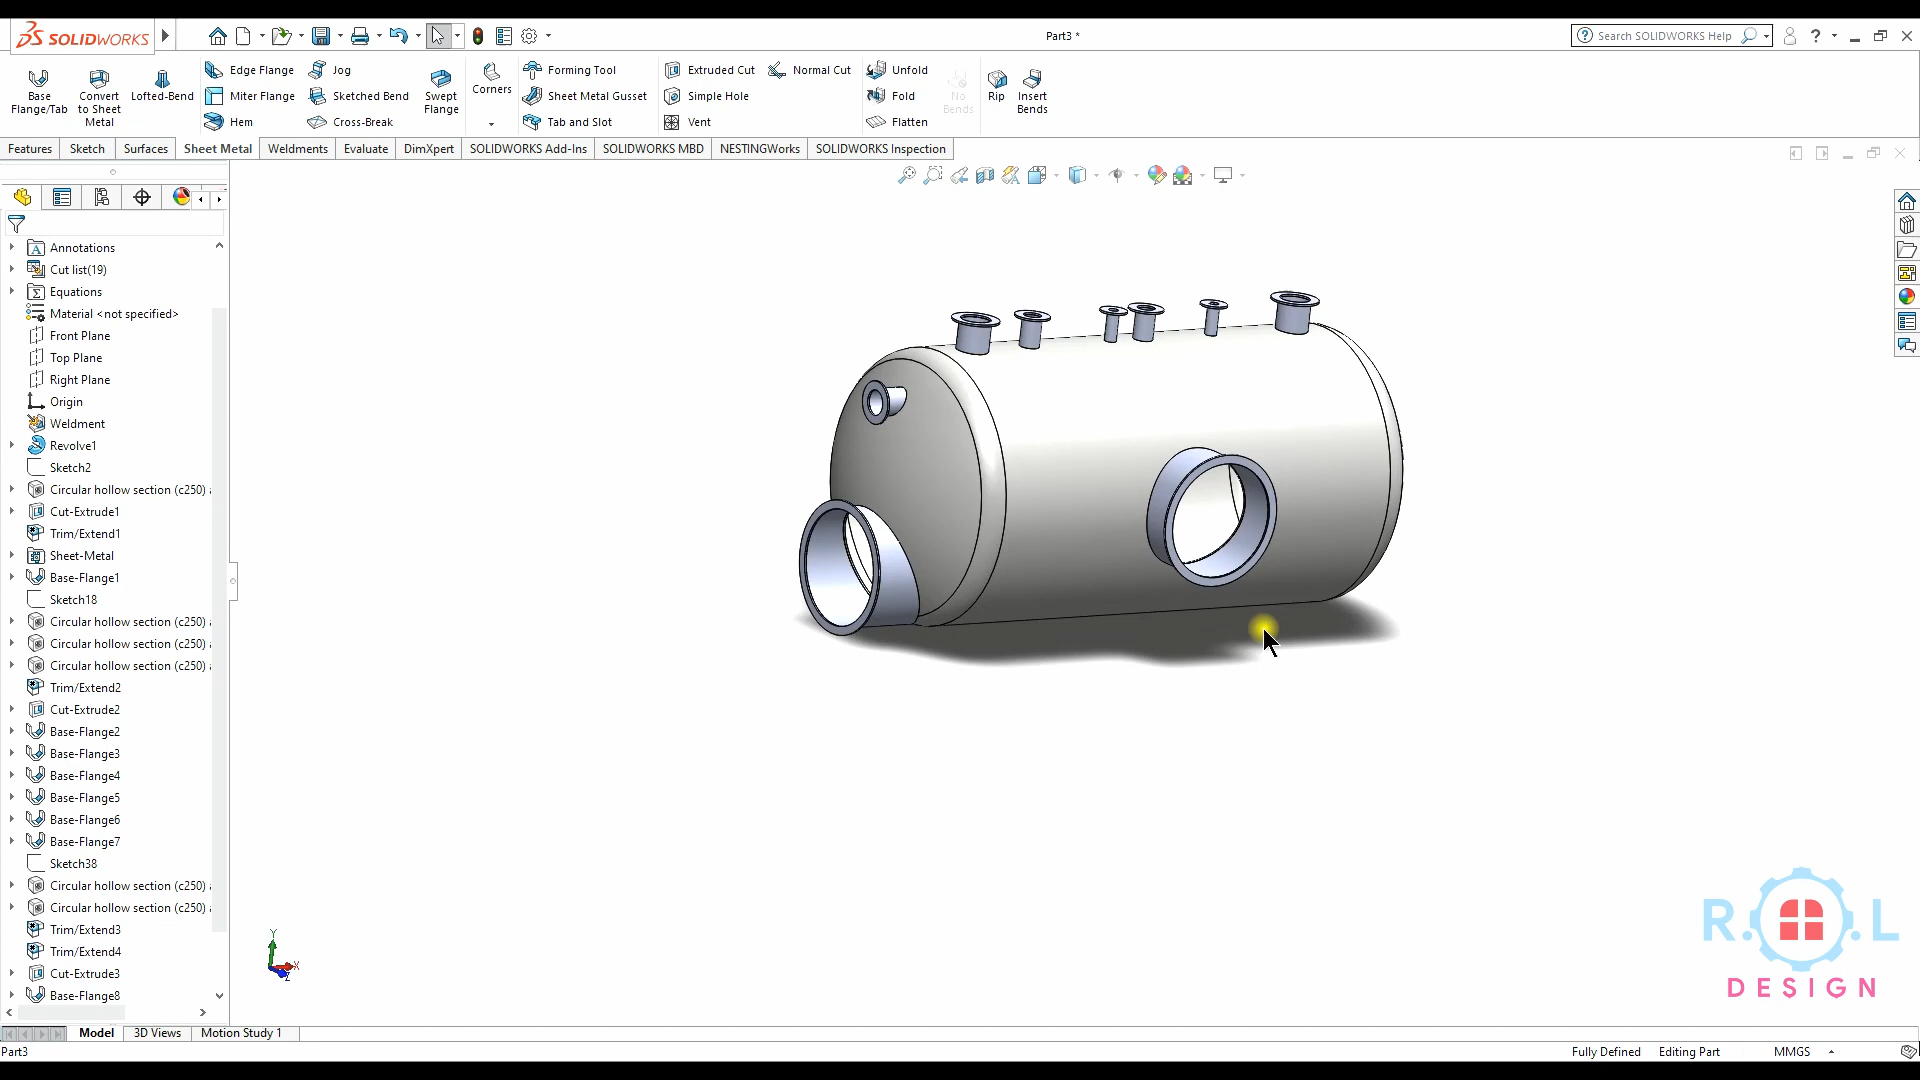 SOLIDWORKS
Part3 *
Search SOLIDWORKS Help
Base Flange/Tab
Convert to Sheet Metal
Lofted-Bend
Edge Flange
Miter Flange
Hem
Jog
Sketched Bend
Cross-Break
Swept Flange
Corners
Forming Tool
Sheet Metal Gusset
Tab and Slot
Extruded Cut
Simple Hole
Vent
Normal Cut
Unfold
Fold
Flatten
No Bends
Rip
Insert Bends
Features
Sketch
Surfaces
Sheet Metal
Weldments
Evaluate
DimXpert
SOLIDWORKS Add-Ins
SOLIDWORKS MBD
NESTINGWorks
SOLIDWORKS Inspection
Annotations
Cut list(19)
Equations
Material <not specified>
Front Plane
Top Plane
Right Plane
Origin
Weldment
Revolve1
Sketch2
Circular hollow section (c250)
Cut-Extrude1
Trim/Extend1
Sheet-Metal
Base-Flange1
Sketch18
Circular hollow section (c250)
Circular hollow section (c250)
Circular hollow section (c250)
Trim/Extend2
Cut-Extrude2
Base-Flange2
Base-Flange3
Base-Flange4
Base-Flange5
Base-Flange6
Base-Flange7
Sketch38
Circular hollow section (c250)
Circular hollow section (c250)
Trim/Extend3
Trim/Extend4
Cut-Extrude3
Base-Flange8
Y
X
Z
R. .L
DESIGN
Model
3D Views
Motion Study 1
Part3
Fully Defined
Editing Part
MMGS